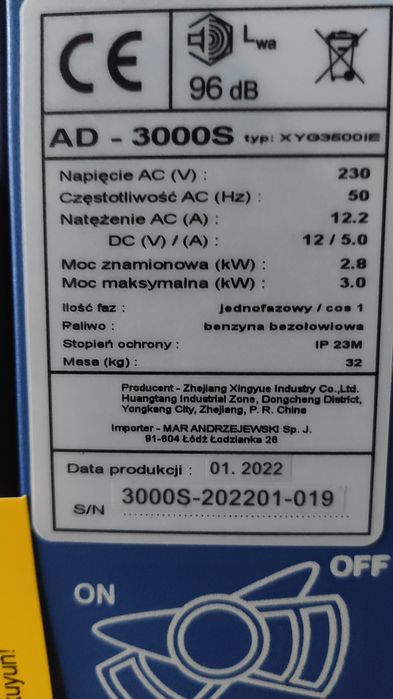 CE
Lwa
96 dB
AD - 3000S typ: XYG3500IE
Napięcie AC (V) : 230
Częstotliwość AC (Hz) : 50
Natężenie AC (A) : 12.2
DC (V) / (A) : 12 / 5.0
Moc znamionowa (kW) : 2.8
Moc maksymalna (kW) : 3.0
Ilość faz : jednofazowy / cos 1
Paliwo : benzyna bezołowiowa
Stopień ochrony : IP 23M
Masa (kg) : 32
Producent - Zhejiang Xingyue Industry Co.,Ltd.
Huangtang Industrial Zone, Dongcheng District,
Yongkang City, Zhejiang, P. R. China
Importer - MAR ANDRZEJEWSKI Sp. J.
91-604 Łódź Łodzianka 26
Data produkcji : 01. 2022
S/N 3000S-202201-019
OFF
ON